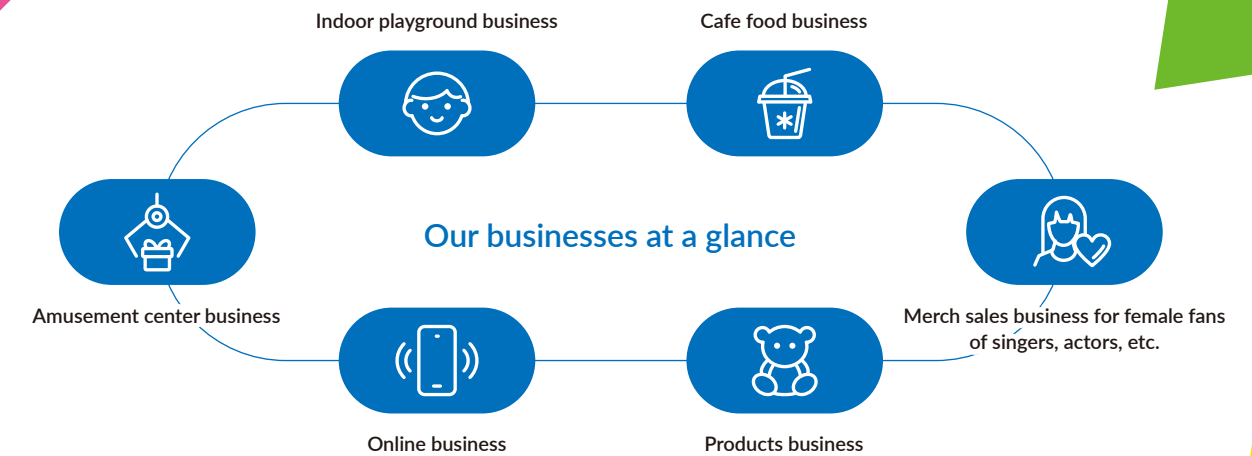 Indoor playground business
Cafe food business
Our businesses at a glance
Amusement center business
Merch sales business for female fans
of singers, actors, etc.
Online business
Products business